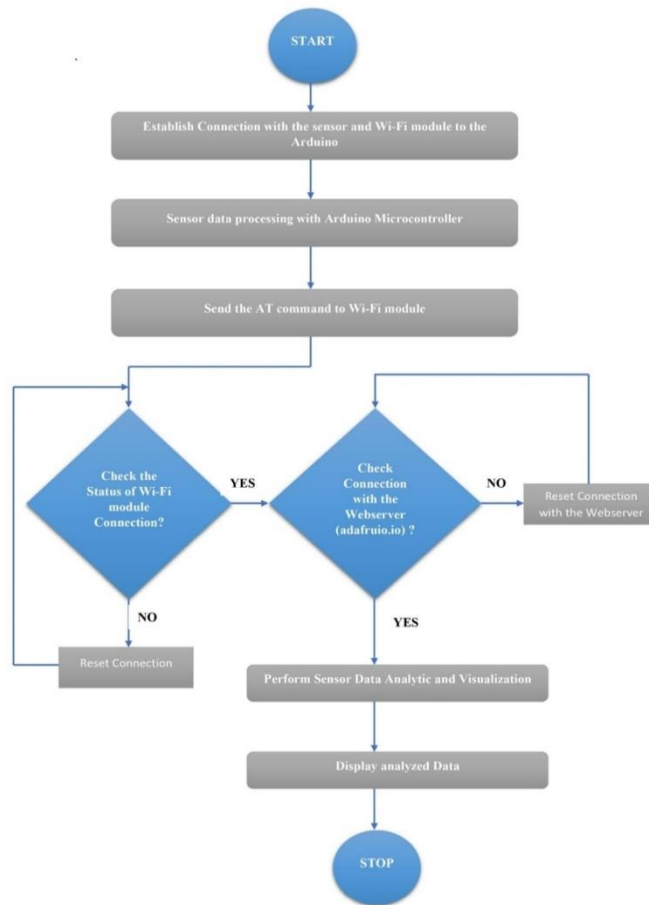 START
Establish Connection with the sensor and Wi-Fi module to the
Arduino
Sensor data processing with Arduino Microcontroller
Send the AT command to Wi-Fi module
Check the
Status of Wi-Fi
module
Connection?
YES
Check
Connection
with the
Webserver
(adafruio.io) ?
NO
Reset Connection
with the Webserver
NO
Reset Connection
YES
Perform Sensor Data Analytic and Visualization
Display analyzed Data
STOP